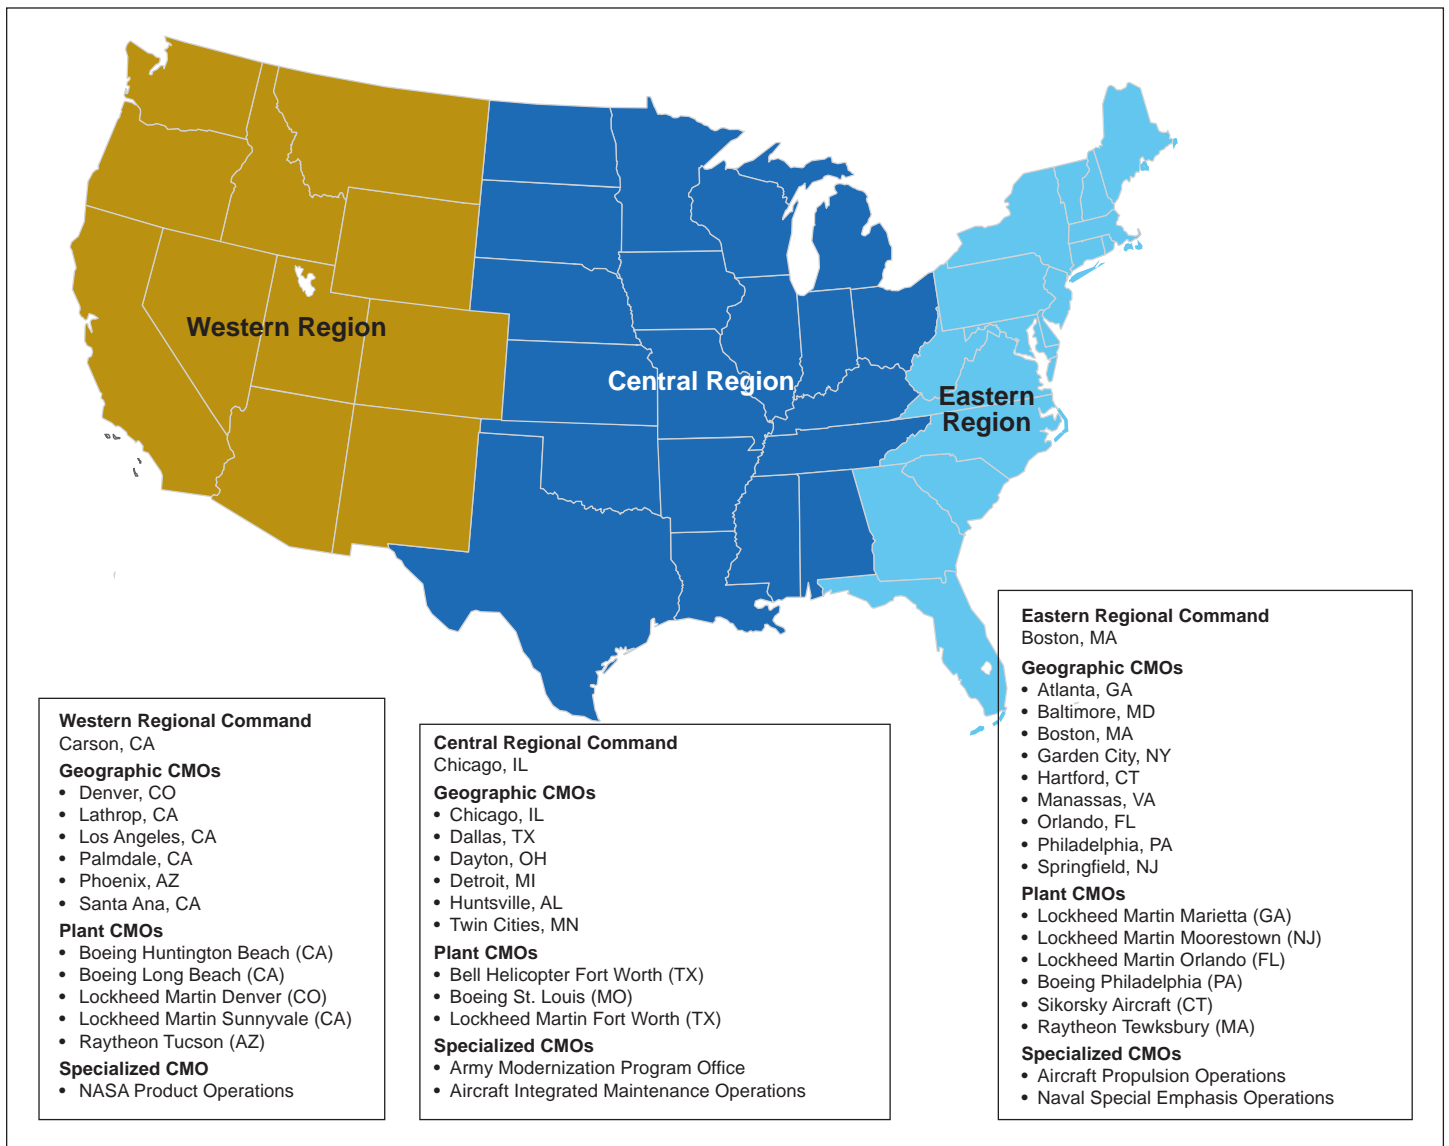 Western Region
Central Region
Eastern
Region
Western Regional Command
Carson, CA
Geographic CMOs
• Denver, CO
• Lathrop, CA
• Los Angeles, CA
• Palmdale, CA
• Phoenix, AZ
• Santa Ana, CA
Plant CMOs
• Boeing Huntington Beach (CA)
• Boeing Long Beach (CA)
• Lockheed Martin Denver (CO)
• Lockheed Martin Sunnyvale (CA)
• Raytheon Tucson (AZ)
Specialized CMO
• NASA Product Operations
Central Regional Command
Chicago, IL
Geographic CMOs
• Chicago, IL
• Dallas, TX
• Dayton, OH
• Detroit, MI
• Huntsville, AL
• Twin Cities, MN
Plant CMOs
• Bell Helicopter Fort Worth (TX)
• Boeing St. Louis (MO)
• Lockheed Martin Fort Worth (TX)
Specialized CMOs
• Army Modernization Program Office
• Aircraft Integrated Maintenance Operations
Eastern Regional Command
Boston, MA
Geographic CMOs
• Atlanta, GA
• Baltimore, MD
• Boston, MA
• Garden City, NY
• Hartford, CT
• Manassas, VA
• Orlando, FL
• Philadelphia, PA
• Springfield, NJ
Plant CMOs
• Lockheed Martin Marietta (GA)
• Lockheed Martin Moorestown (NJ)
• Lockheed Martin Orlando (FL)
• Boeing Philadelphia (PA)
• Sikorsky Aircraft (CT)
• Raytheon Tewksbury (MA)
Specialized CMOs
• Aircraft Propulsion Operations
• Naval Special Emphasis Operations